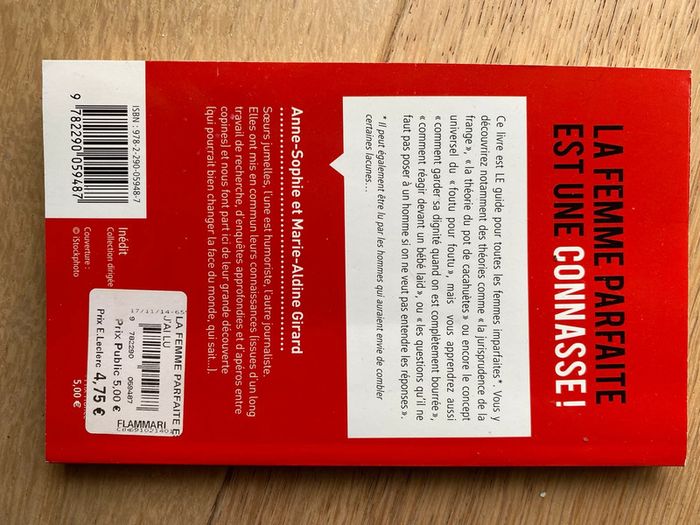 LA FEMME PARFAITE
EST UNE CONNASSE !
Ce livre est LE guide pour toutes les femmes imparfaites*. Vous y
découvrirez notamment des théories comme « la jurisprudence de la
frange », « la théorie du pot de cacahuètes » ou encore le concept
universel du « foutu pour foutu », mais vous apprendrez aussi
« comment garder sa dignité quand on est complètement bourrée »,
« comment réagir devant un bébé laid », ou « les questions qu'il ne
faut pas poser à un homme si on ne veut pas entendre les réponses ».
* Il peut également être lu par les hommes qui auraient envie de combler
certaines lacunes...
Anne-Sophie et Marie-Aldine Girard
Sœurs jumelles, l'une est humoriste, l'autre journaliste.
Elles ont mis en commun leurs connaissances (issues d'un long
travail de recherche, d'enquêtes approfondies et d'apéros entre
copines) et nous font part ici de leur grande découverte
(qui pourrait bien changer la face du monde, qui sait...).
ISBN : 978-2-290-05948-7
9 782290 059487
Inédit
Collection dirigée
Couverture :
© iStockphoto
5,00 €
17/11/14-65
LA FEMME PARFAITE E
J'AI LU
9 782290 059487
Prix Public 5,00 €
Prix E.Leclerc 4,75 €
FLAMMARI